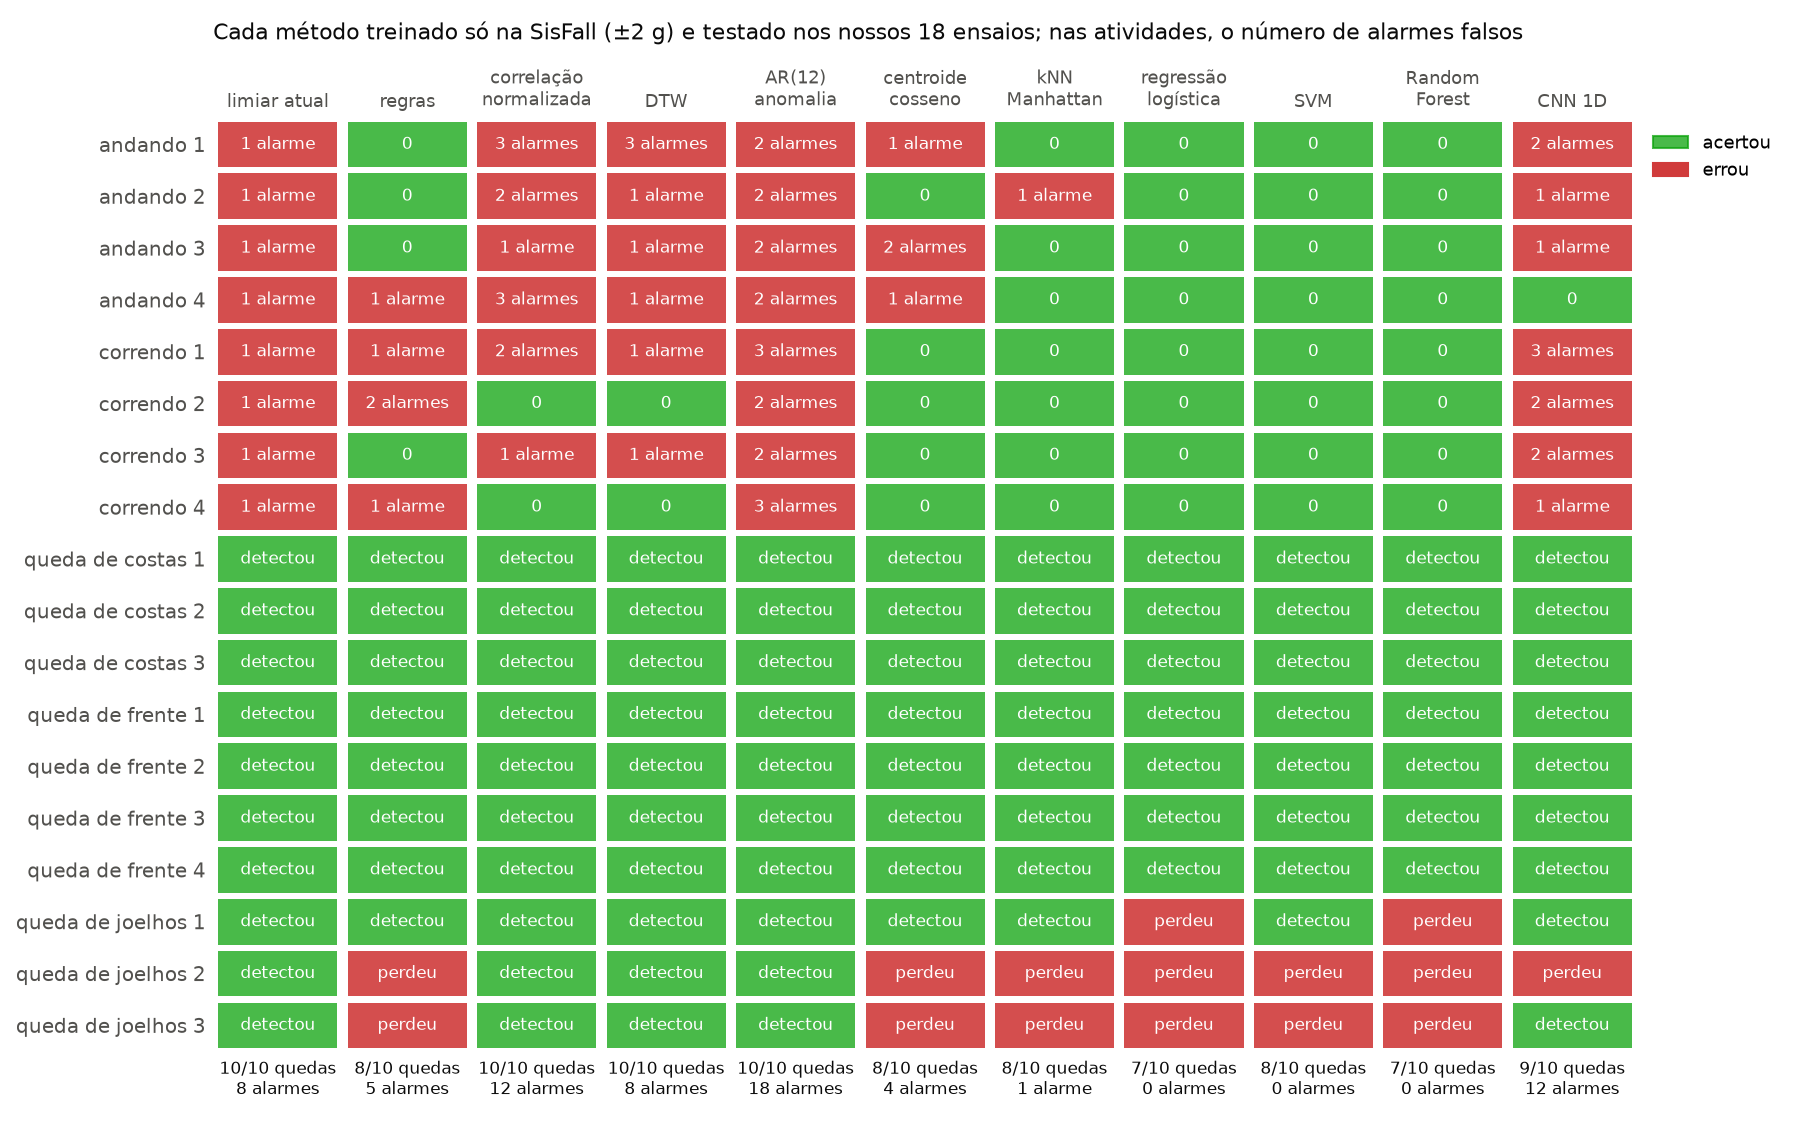 Cada método treinado só na SisFall (±2 g) e testado nos nossos 18 ensaios; nas atividades, o número de alarmes falsos
limiar atual regras correlação normalizada DTW AR(12) anomalia centroide cosseno kNN Manhattan regressão logística SVM Random Forest CNN 1D
andando 1 1 alarme 0 3 alarmes 3 alarmes 2 alarmes 1 alarme 0 0 0 0 2 alarmes
andando 2 1 alarme 0 2 alarmes 1 alarme 2 alarmes 0 1 alarme 0 0 0 1 alarme
andando 3 1 alarme 0 1 alarme 1 alarme 2 alarmes 2 alarmes 0 0 0 0 1 alarme
andando 4 1 alarme 1 alarme 3 alarmes 1 alarme 2 alarmes 1 alarme 0 0 0 0 0
correndo 1 1 alarme 1 alarme 2 alarmes 1 alarme 3 alarmes 0 0 0 0 0 3 alarmes
correndo 2 1 alarme 2 alarmes 0 0 2 alarmes 0 0 0 0 0 2 alarmes
correndo 3 1 alarme 0 1 alarme 1 alarme 2 alarmes 0 0 0 0 0 2 alarmes
correndo 4 1 alarme 1 alarme 0 0 3 alarmes 0 0 0 0 0 1 alarme
queda de costas 1 detectou detectou detectou detectou detectou detectou detectou detectou detectou detectou detectou
queda de costas 2 detectou detectou detectou detectou detectou detectou detectou detectou detectou detectou detectou
queda de costas 3 detectou detectou detectou detectou detectou detectou detectou detectou detectou detectou detectou
queda de frente 1 detectou detectou detectou detectou detectou detectou detectou detectou detectou detectou detectou
queda de frente 2 detectou detectou detectou detectou detectou detectou detectou detectou detectou detectou detectou
queda de frente 3 detectou detectou detectou detectou detectou detectou detectou detectou detectou detectou detectou
queda de frente 4 detectou detectou detectou detectou detectou detectou detectou detectou detectou detectou detectou
queda de joelhos 1 detectou detectou detectou detectou detectou detectou detectou perdeu detectou perdeu detectou
queda de joelhos 2 detectou perdeu detectou detectou detectou perdeu perdeu perdeu perdeu perdeu perdeu
queda de joelhos 3 detectou perdeu detectou detectou detectou perdeu perdeu perdeu perdeu perdeu detectou
10/10 quedas 8/10 quedas 10/10 quedas 10/10 quedas 10/10 quedas 8/10 quedas 8/10 quedas 7/10 quedas 8/10 quedas 7/10 quedas 9/10 quedas
8 alarmes 5 alarmes 12 alarmes 8 alarmes 18 alarmes 4 alarmes 1 alarme 0 alarmes 0 alarmes 0 alarmes 12 alarmes
acertou
errou